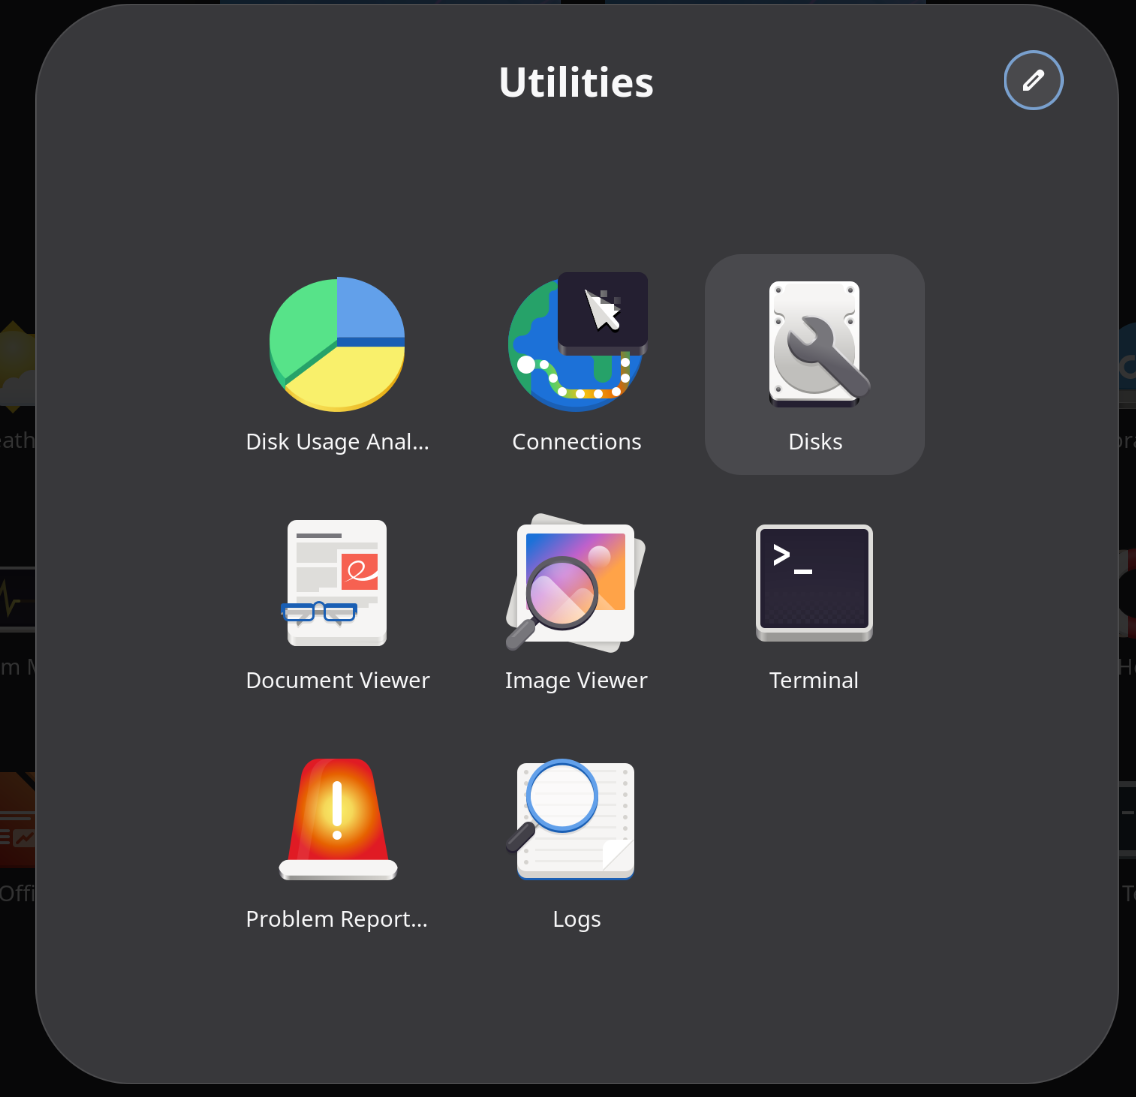 Utilities
Disk Usage Anal...
Connections
Disks
Document Viewer
Image Viewer
>_
Terminal
Problem Report...
Logs